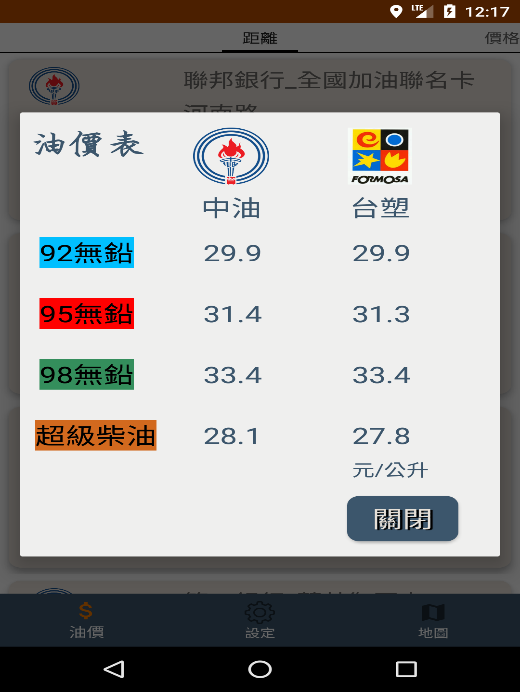 LTE 12:17
距離 價格
聯邦銀行_全國加油聯名卡
油價表
FORMOSA
中油 台塑
92無鉛 29.9 29.9
95無鉛 31.4 31.3
98無鉛 33.4 33.4
超級柴油 28.1 27.8
元/公升
關閉
油價 設定 地圖